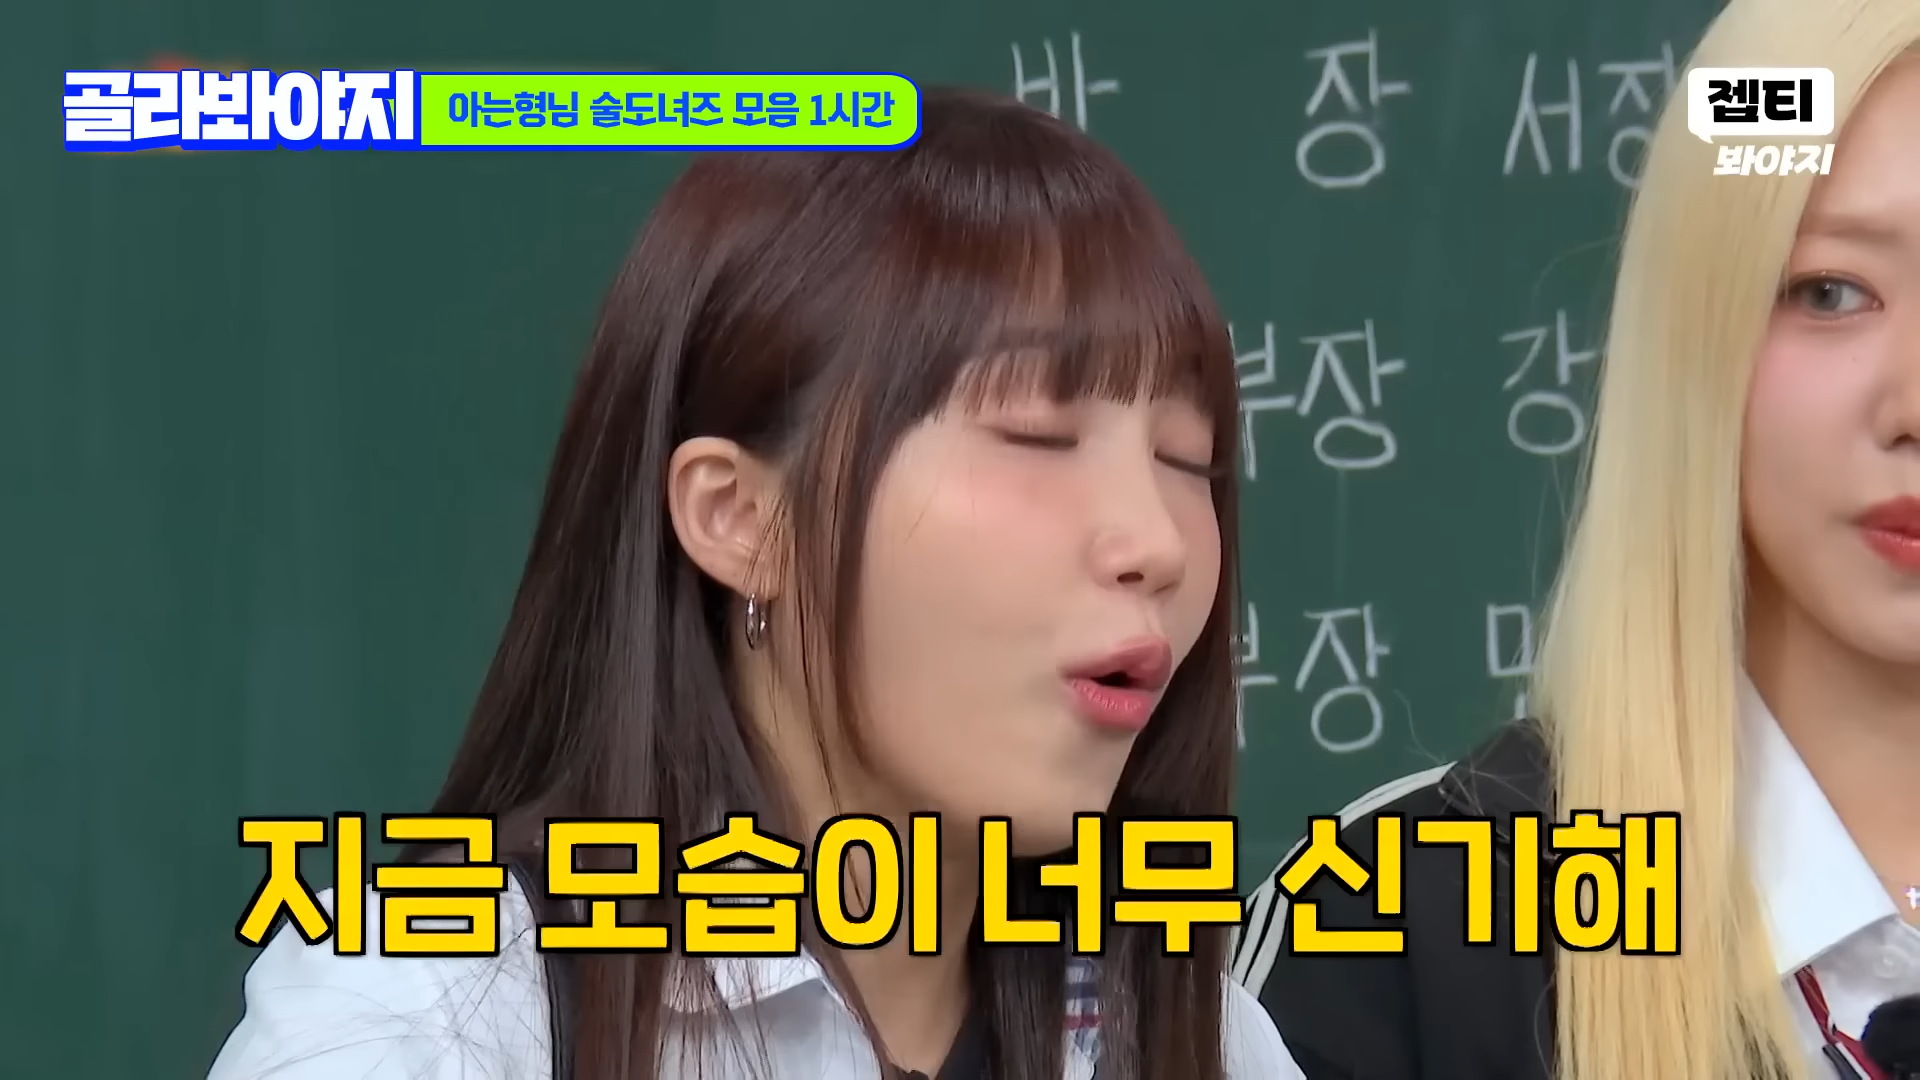 골라봐야지 아는형님 술도녀즈 모음 1시간
젭티
봐야지
반 장 서장
부장 강
부장
지금 모습이 너무 신기해